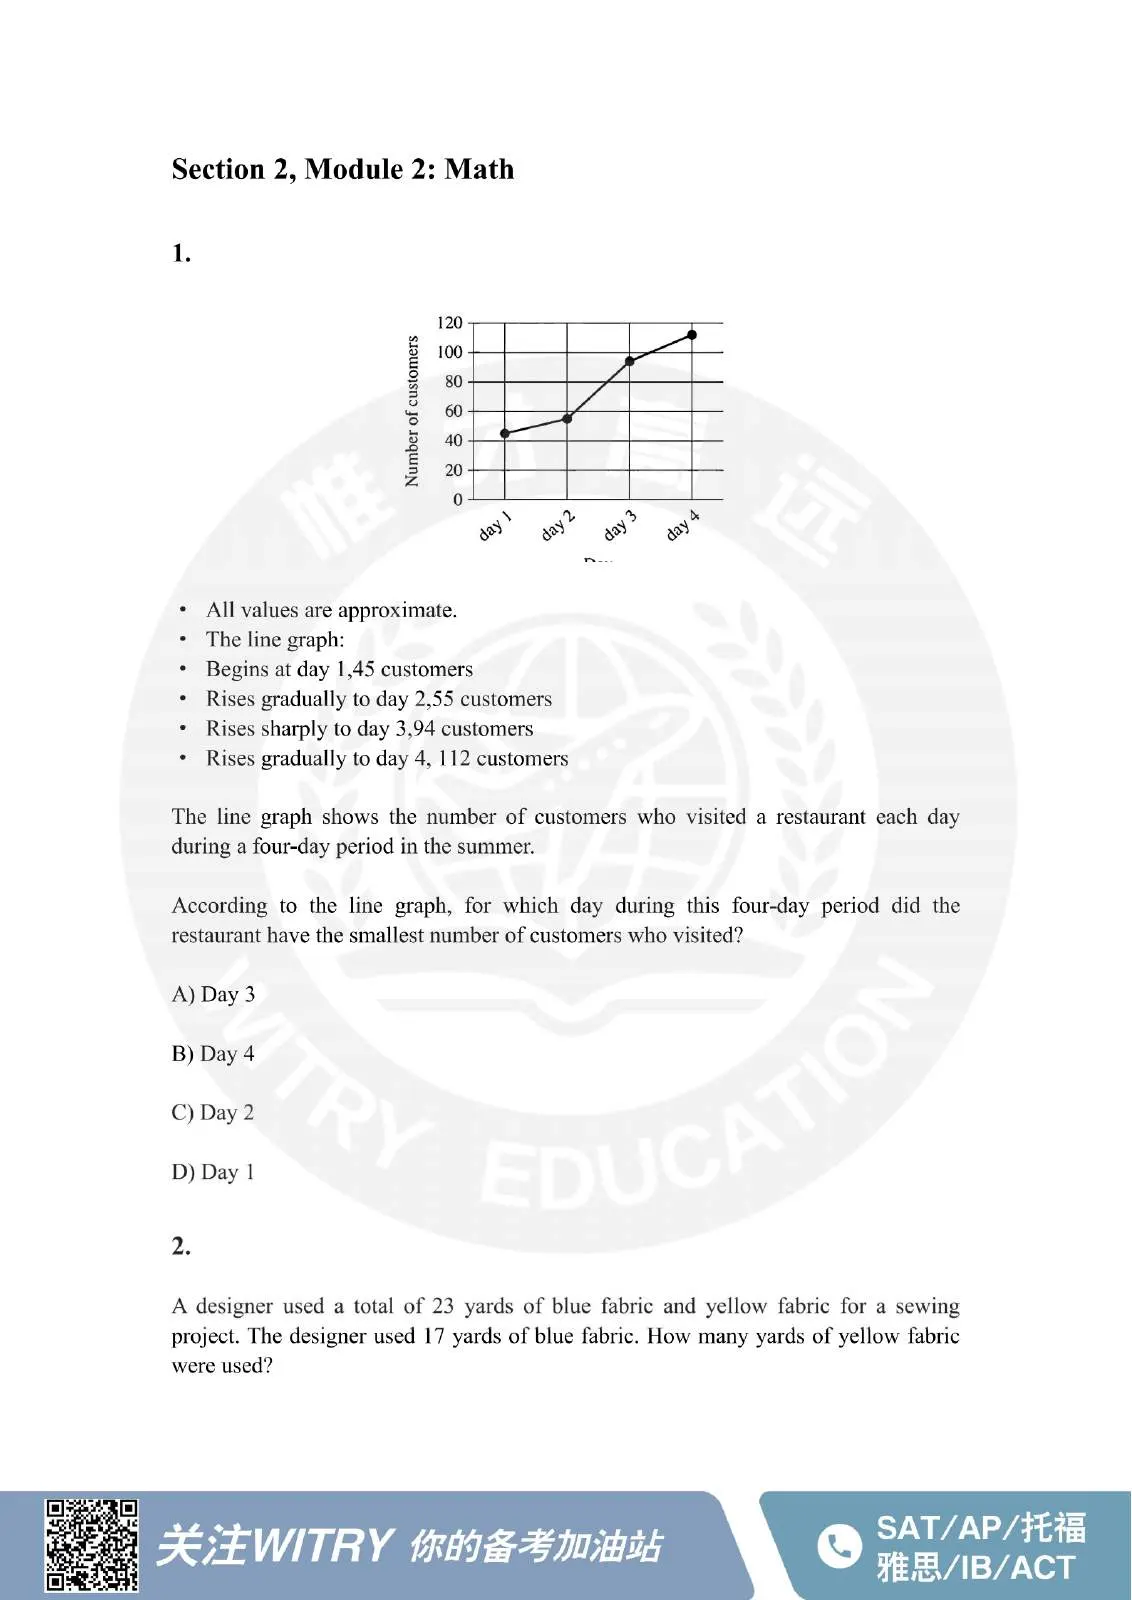 Section 2, Module 2: Math
1.
120
100
80
60
40
20
0
Number of customers
day 1
day 2
day 3
day 4
• All values are approximate.
• The line graph:
• Begins at day 1,45 customers
• Rises gradually to day 2,55 customers
• Rises sharply to day 3,94 customers
• Rises gradually to day 4, 112 customers
The line graph shows the number of customers who visited a restaurant each day
during a four-day period in the summer.
According to the line graph, for which day during this four-day period did the
restaurant have the smallest number of customers who visited?
A) Day 3
B) Day 4
C) Day 2
D) Day 1
2.
A designer used a total of 23 yards of blue fabric and yellow fabric for a sewing
project. The designer used 17 yards of blue fabric. How many yards of yellow fabric
were used?
WITRY EDUCATION
关注WITRY 你的备考加油站
SAT/AP/托福
雅思/IB/ACT